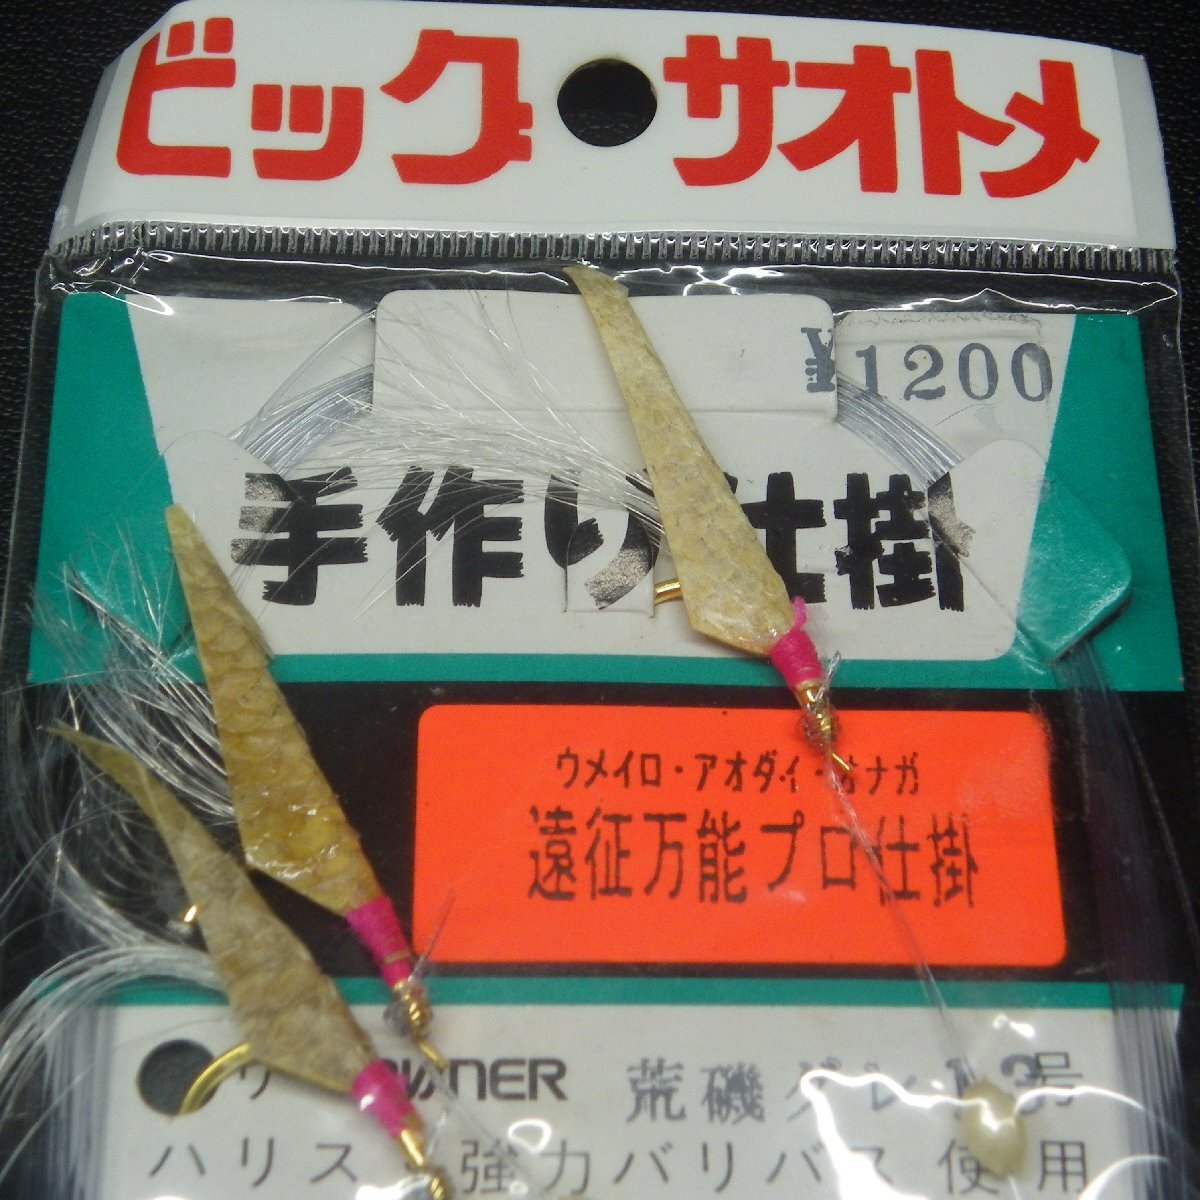 ビッグ・サオトメ
¥1200
手作り仕掛
ウメイロ・アオダイ・オナガ
遠征万能プロ仕掛
OWNER 荒磯グレ 13号
ハリス 強力バリバス使用